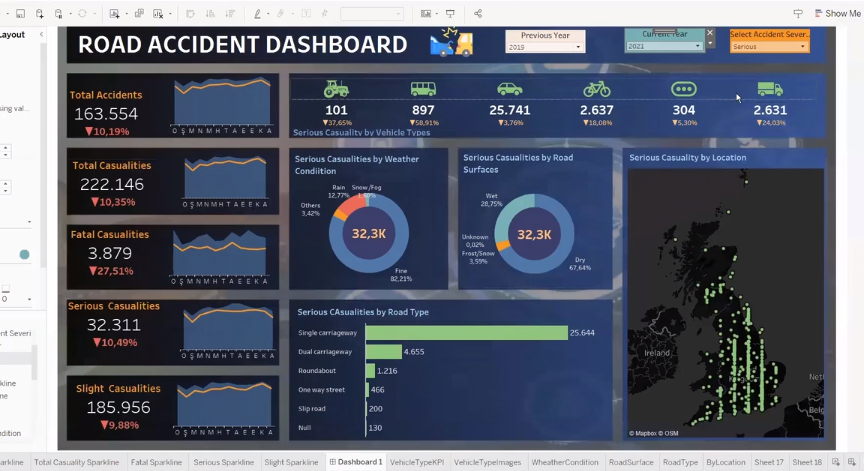 Show Me
Layout
ROAD ACCIDENT DASHBOARD
Previous Year
2019
Current Year
2021
Select Accident Sever...
Serious
Total Accidents
163.554
▼10,19%
O Ş M N M H T A E E K A
101
▼37,65%
897
▼58,91%
25.741
▼3,76%
2.637
▼18,08%
304
▼5,30%
2.631
▼24,03%
Serious Casuality by Vehicle Types
Total Casualities
222.146
▼10,35%
O Ş M N M H T A E E K A
Fatal Casualities
3.879
▼27,51%
O Ş M N M H T A E E K A
Serious Casualities
32.311
▼10,49%
O Ş M N M H T A E E K A
Slight Casualities
185.956
▼9,88%
O Ş M N M H T A E E K A
Serious Casualities by Weather
Condition
Rain
12,77%
Snow/Fog
Others
3,42%
32,3K
Fine
82,21%
Serious Casualities by Road
Surfaces
Wet
28,75%
Unknown
0,02%
Frost/Snow
3,59%
32,3K
Dry
67,64%
Serious CAsualities by Road Type
Single carriageway
25.644
Dual carriageway
4.655
Roundabout
1.216
One way street
466
Slip road
200
Null
130
Serious Casuality by Location
Ireland
Neth
Belg
© Mapbox © OSM
sing val...
0
nt Severi
rkline
ne
ndition
arkline
Total Casuality Sparkline
Fatal Sparkline
Serious Sparkline
Slight Sparkline
Dashboard 1
VehicleTypeKPI
VehicleTypeImages
WheatherCondition
RoadSurface
RoadType
ByLocation
Sheet 17
Sheet 18